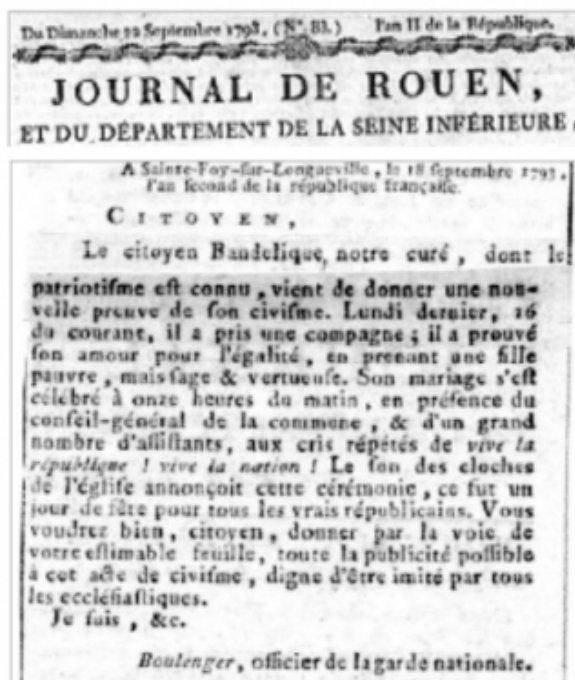 Du Dimanche 22 Septembre 1793. (N°. 83.) l'an II de la République.
JOURNAL DE ROUEN,
ET DU DÉPARTEMENT DE LA SEINE INFÉRIEURE,
A Sainte-Foy-sur-Longueville, le 18 septembre 1793,
l'an second de la république françaiſe.
CITOYEN,
Le citoyen Bandelique, notre curé, dont le
patriotiſme est connu, vient de donner une nou-
velle preuve de ſon civiſme. Lundi dernier, 16
du courant, il a pris une compagne ; il a prouvé
ſon amour pour l'égalité, en prenant une fille
pauvre, mais ſage & vertueuſe. Son mariage s'eſt
célébré à onze heures du matin, en préſence du
conſeil-général de la commune, & d'un grand
nombre d'aſſiſtants, aux cris répétés de vive la
république ! vive la nation ! Le ſon des cloches
de l'égliſe annonçoit cette cérémonie, ce fut un
jour de fête pour tous les vrais républicains. Vous
voudrez bien, citoyen, donner par la voie de
votre eſtimable feuille, toute la publicité poſſible
à cet acte de civiſme, digne d'être imité par tous
les eccléſiaſtiques.
Je ſuis, &c.
Boulenger, officier de la garde nationale.